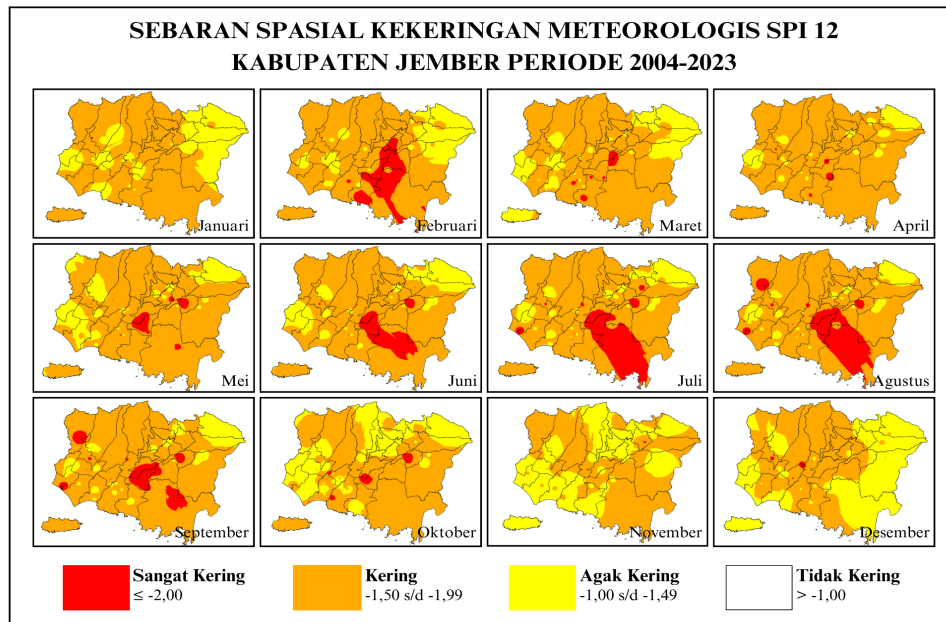 SEBARAN SPASIAL KEKERINGAN METEOROLOGIS SPI 12
KABUPATEN JEMBER PERIODE 2004-2023
Januari
Februari
Maret
April
Mei
Juni
Juli
Agustus
September
Oktober
November
Desember
Sangat Kering
≤ -2,00
Kering
-1,50 s/d -1,99
Agak Kering
-1,00 s/d -1,49
Tidak Kering
> -1,00